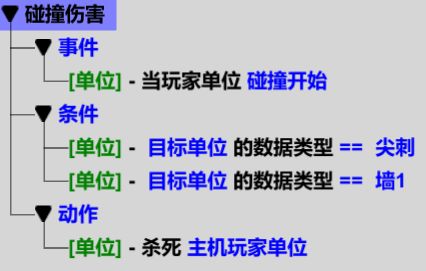 碰撞伤害
事件
[单位] - 当玩家单位 碰撞开始
条件
[单位] - 目标单位 的数据类型 == 尖刺
[单位] - 目标单位 的数据类型 == 墙1
动作
[单位] - 杀死 主机玩家单位